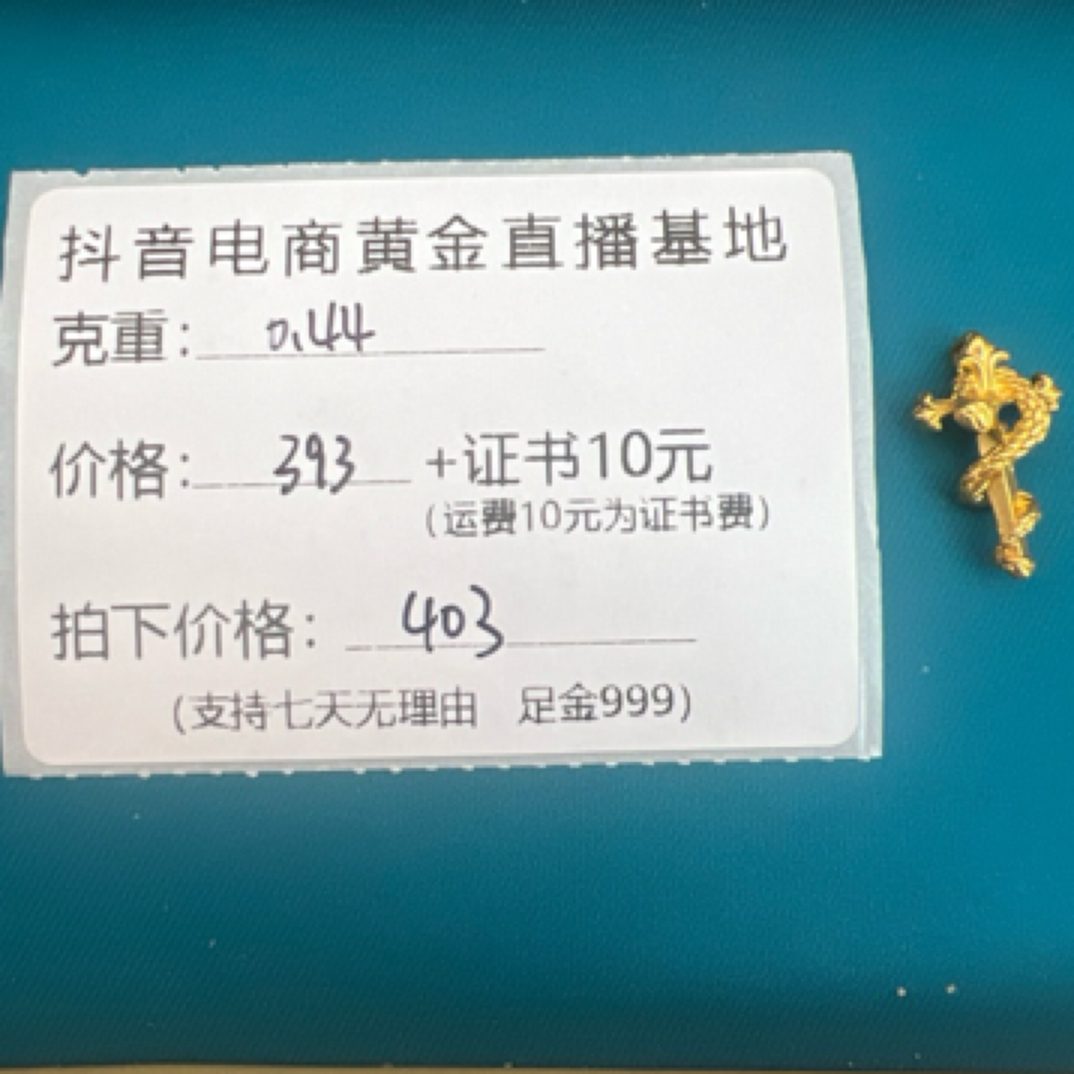 抖音电商黄金直播基地
克重: 0.44
价格: 393 +证书10元
(运费10元为证书费)
拍下价格: 403
(支持七天无理由 足金999)